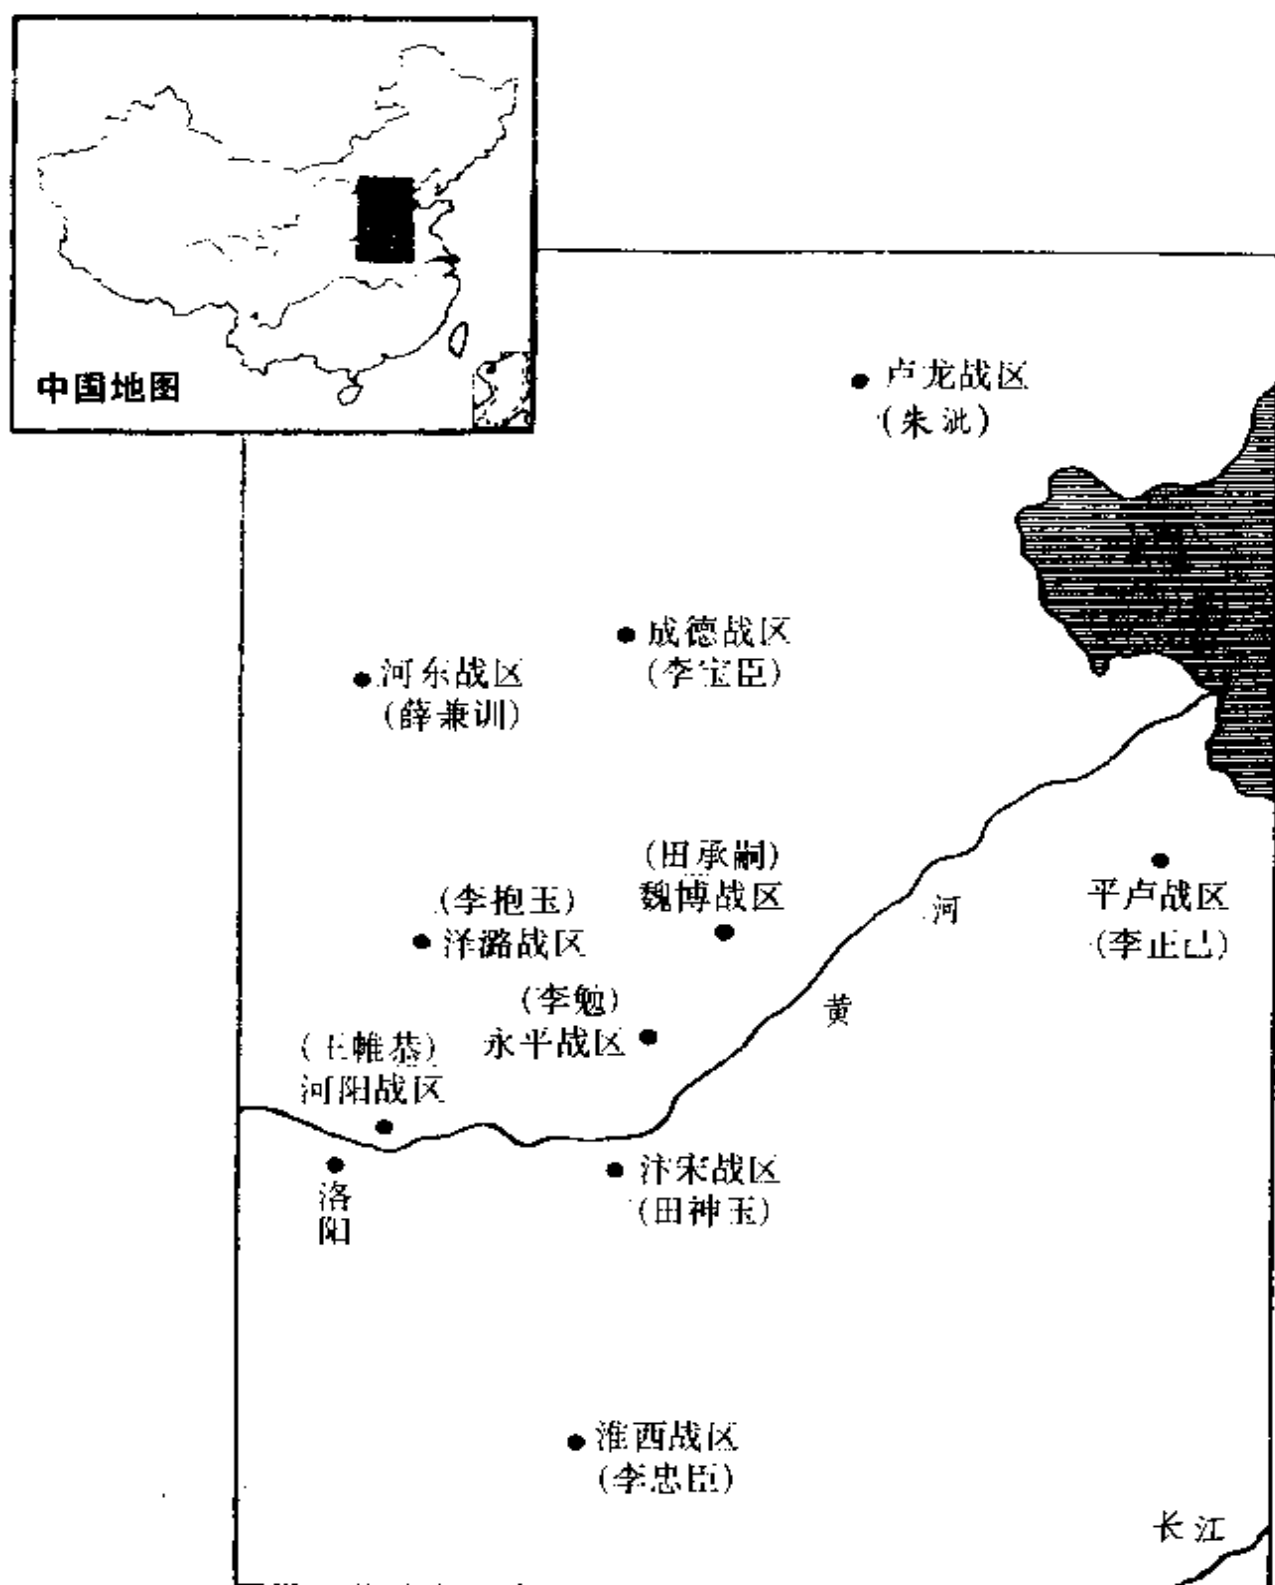 中国地图
卢龙战区
(朱泚)
成德战区
(李宝臣)
河东战区
(薛兼训)
(田承嗣)
魏博战区
平卢战区
(李正己)
(李抱玉)
泽潞战区
(李勉)
永平战区
(王帷恭)
河阳战区
黄河
洛阳
汴宋战区
(田神玉)
淮西战区
(李忠臣)
长江